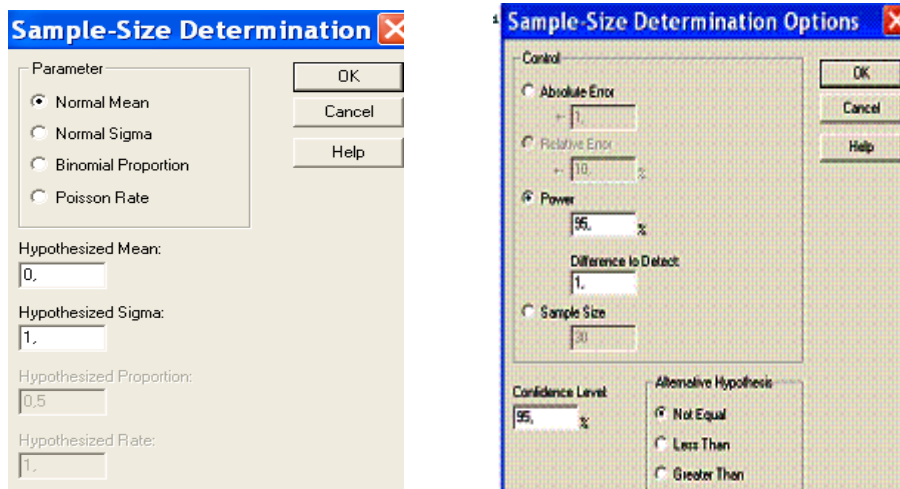 Sample-Size Determination
Parameter
OK
Normal Mean
Cancel
Normal Sigma
Help
Binomial Proportion
Poisson Rate
Hypothesized Mean:
0,
Hypothesized Sigma:
1,
Hypothesized Proportion:
0,5
Hypothesized Rate:
1,
1
Sample-Size Determination Options
Control
OK
Absolute Error
Cancel
+- 1,
Relative Error
Help
+- 10, %
Power
95, %
Difference to Detect:
1,
Sample Size
30
Confidence Level:
95, %
Alternative Hypothesis
Not Equal
Less Than
Greater Than